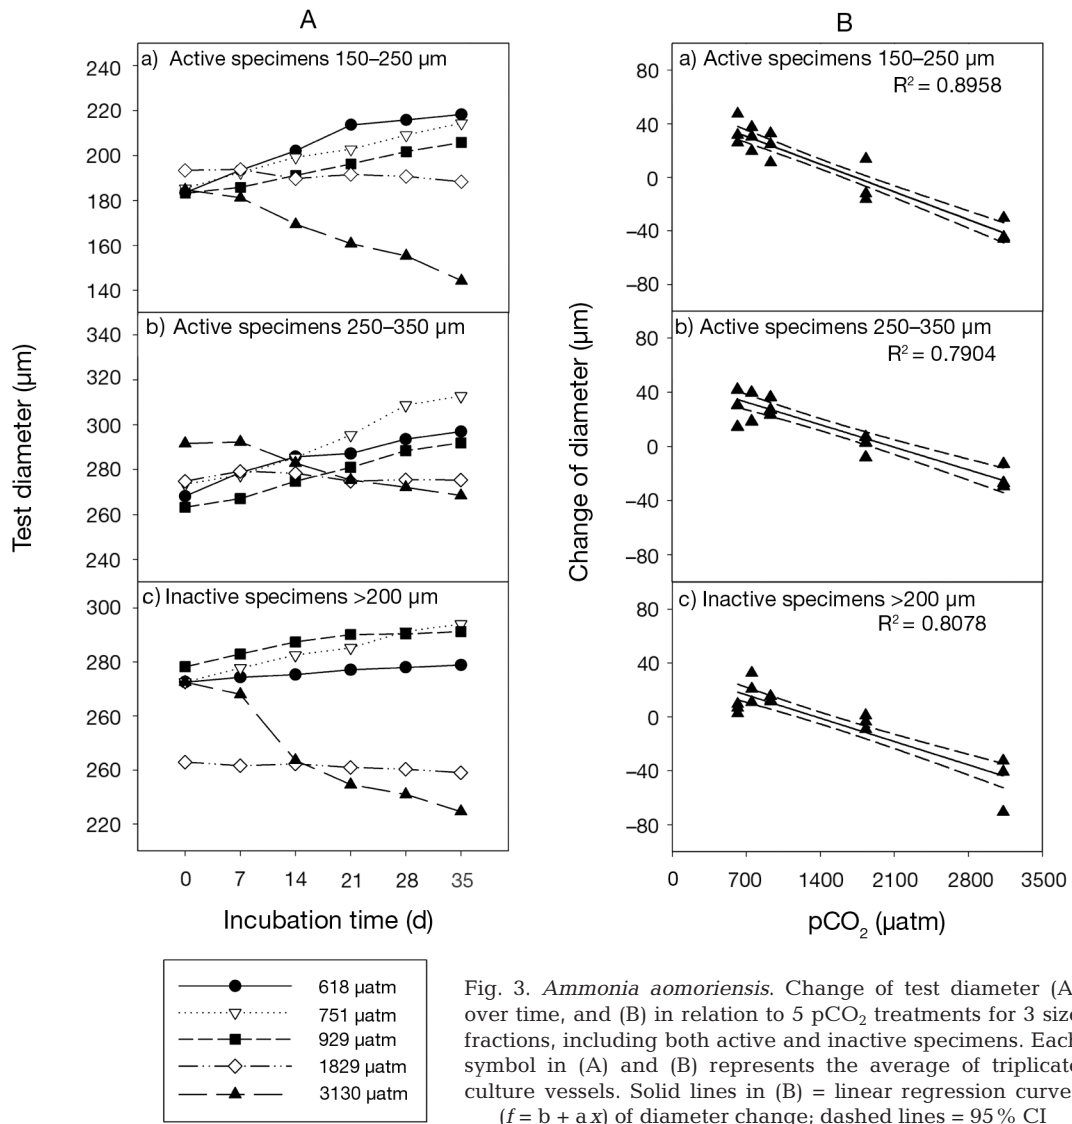 A
a) Active specimens 150–250 µm
240
220
200
180
160
140
b) Active specimens 250–350 µm
340
320
300
280
260
230
c) Inactive specimens >200 µm
300
280
260
260
220
0 7 14 21 28 35
Test diameter (µm)
Incubation time (d)
B
a) Active specimens 150–250 µm
R2 = 0.8958
80
40
0
−40
−80
b) Active specimens 250–350 µm
R2 = 0.7904
80
40
0
−40
−80
c) Inactive specimens >200 µm
R2 = 0.8078
80
40
0
−40
−80
0 700 1400 2100 2800 3500
Change of diameter (µm)
pCO2 (µatm)
618 µatm
751 µatm
929 µatm
1829 µatm
3130 µatm
Fig. 3. Ammonia aomoriensis. Change of test diameter (A)
over time, and (B) in relation to 5 pCO2 treatments for 3 size
fractions, including both active and inactive specimens. Each
symbol in (A) and (B) represents the average of triplicate
culture vessels. Solid lines in (B) = linear regression curve
(f = b + a x) of diameter change; dashed lines = 95% CI